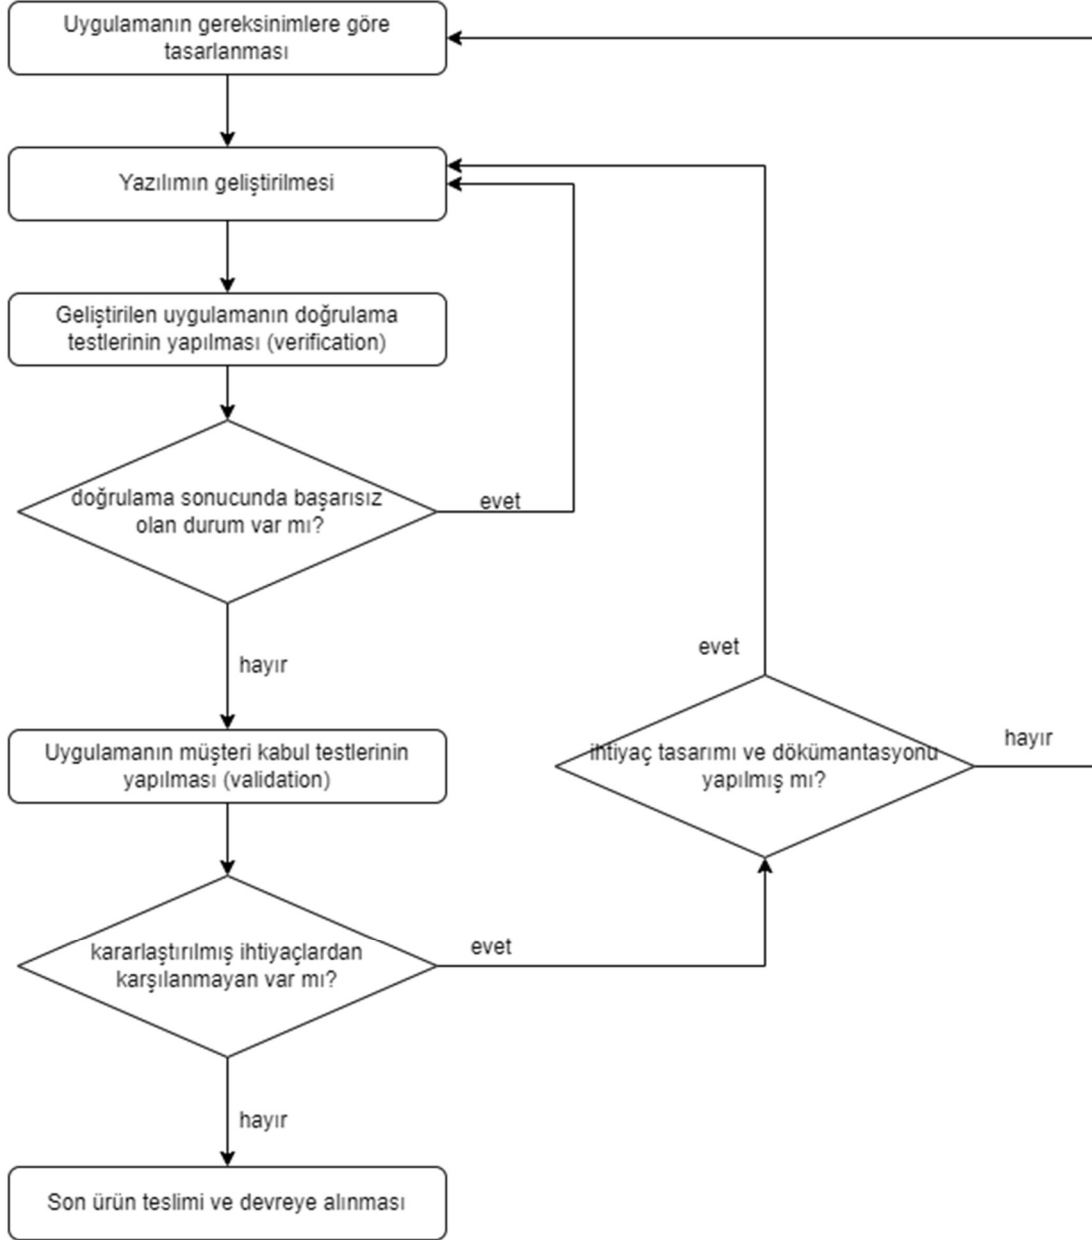 Uygulamanın gereksinimlere göre
tasarlanması
Yazılımın geliştirilmesi
Geliştirilen uygulamanın doğrulama
testlerinin yapılması (verification)
doğrulama sonucunda başarısız
olan durum var mı?
evet
hayır
evet
ihtiyaç tasarımı ve dökümantasyonu
yapılmış mı?
hayır
Uygulamanın müşteri kabul testlerinin
yapılması (validation)
kararlaştırılmış ihtiyaçlardan
karşılanmayan var mı?
evet
hayır
Son ürün teslimi ve devreye alınması